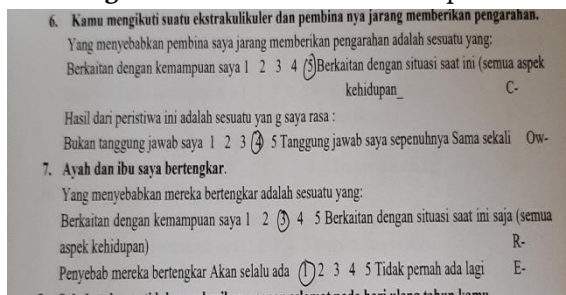 6. Kamu mengikuti suatu ekstrakulikuler dan pembina nya jarang memberikan pengarahan.
Yang menyebabkan pembina saya jarang memberikan pengarahan adalah sesuatu yang;
Berkaitan dengan kemampuan saya 1 2 3 4 5 Berkaitan dengan situasi saat ini (semua aspek
kehidupan_ C-
Hasil dari peristiwa ini adalah sesuatu yan g saya rasa :
Bukan tanggung jawab saya 1 2 3 4 5 Tanggung jawab saya sepenuhnya Sama sekali Ow-
7. Ayah dan ibu saya bertengkar.
Yang menyebabkan mereka bertengkar adalah sesuatu yang:
Berkaitan dengan kemampuan saya 1 2 3 4 5 Berkaitan dengan situasi saat ini saja (semua
aspek kehidupan) R-
Penyebab mereka bertengkar Akan selalu ada 1 2 3 4 5 Tidak pernah ada lagi E-